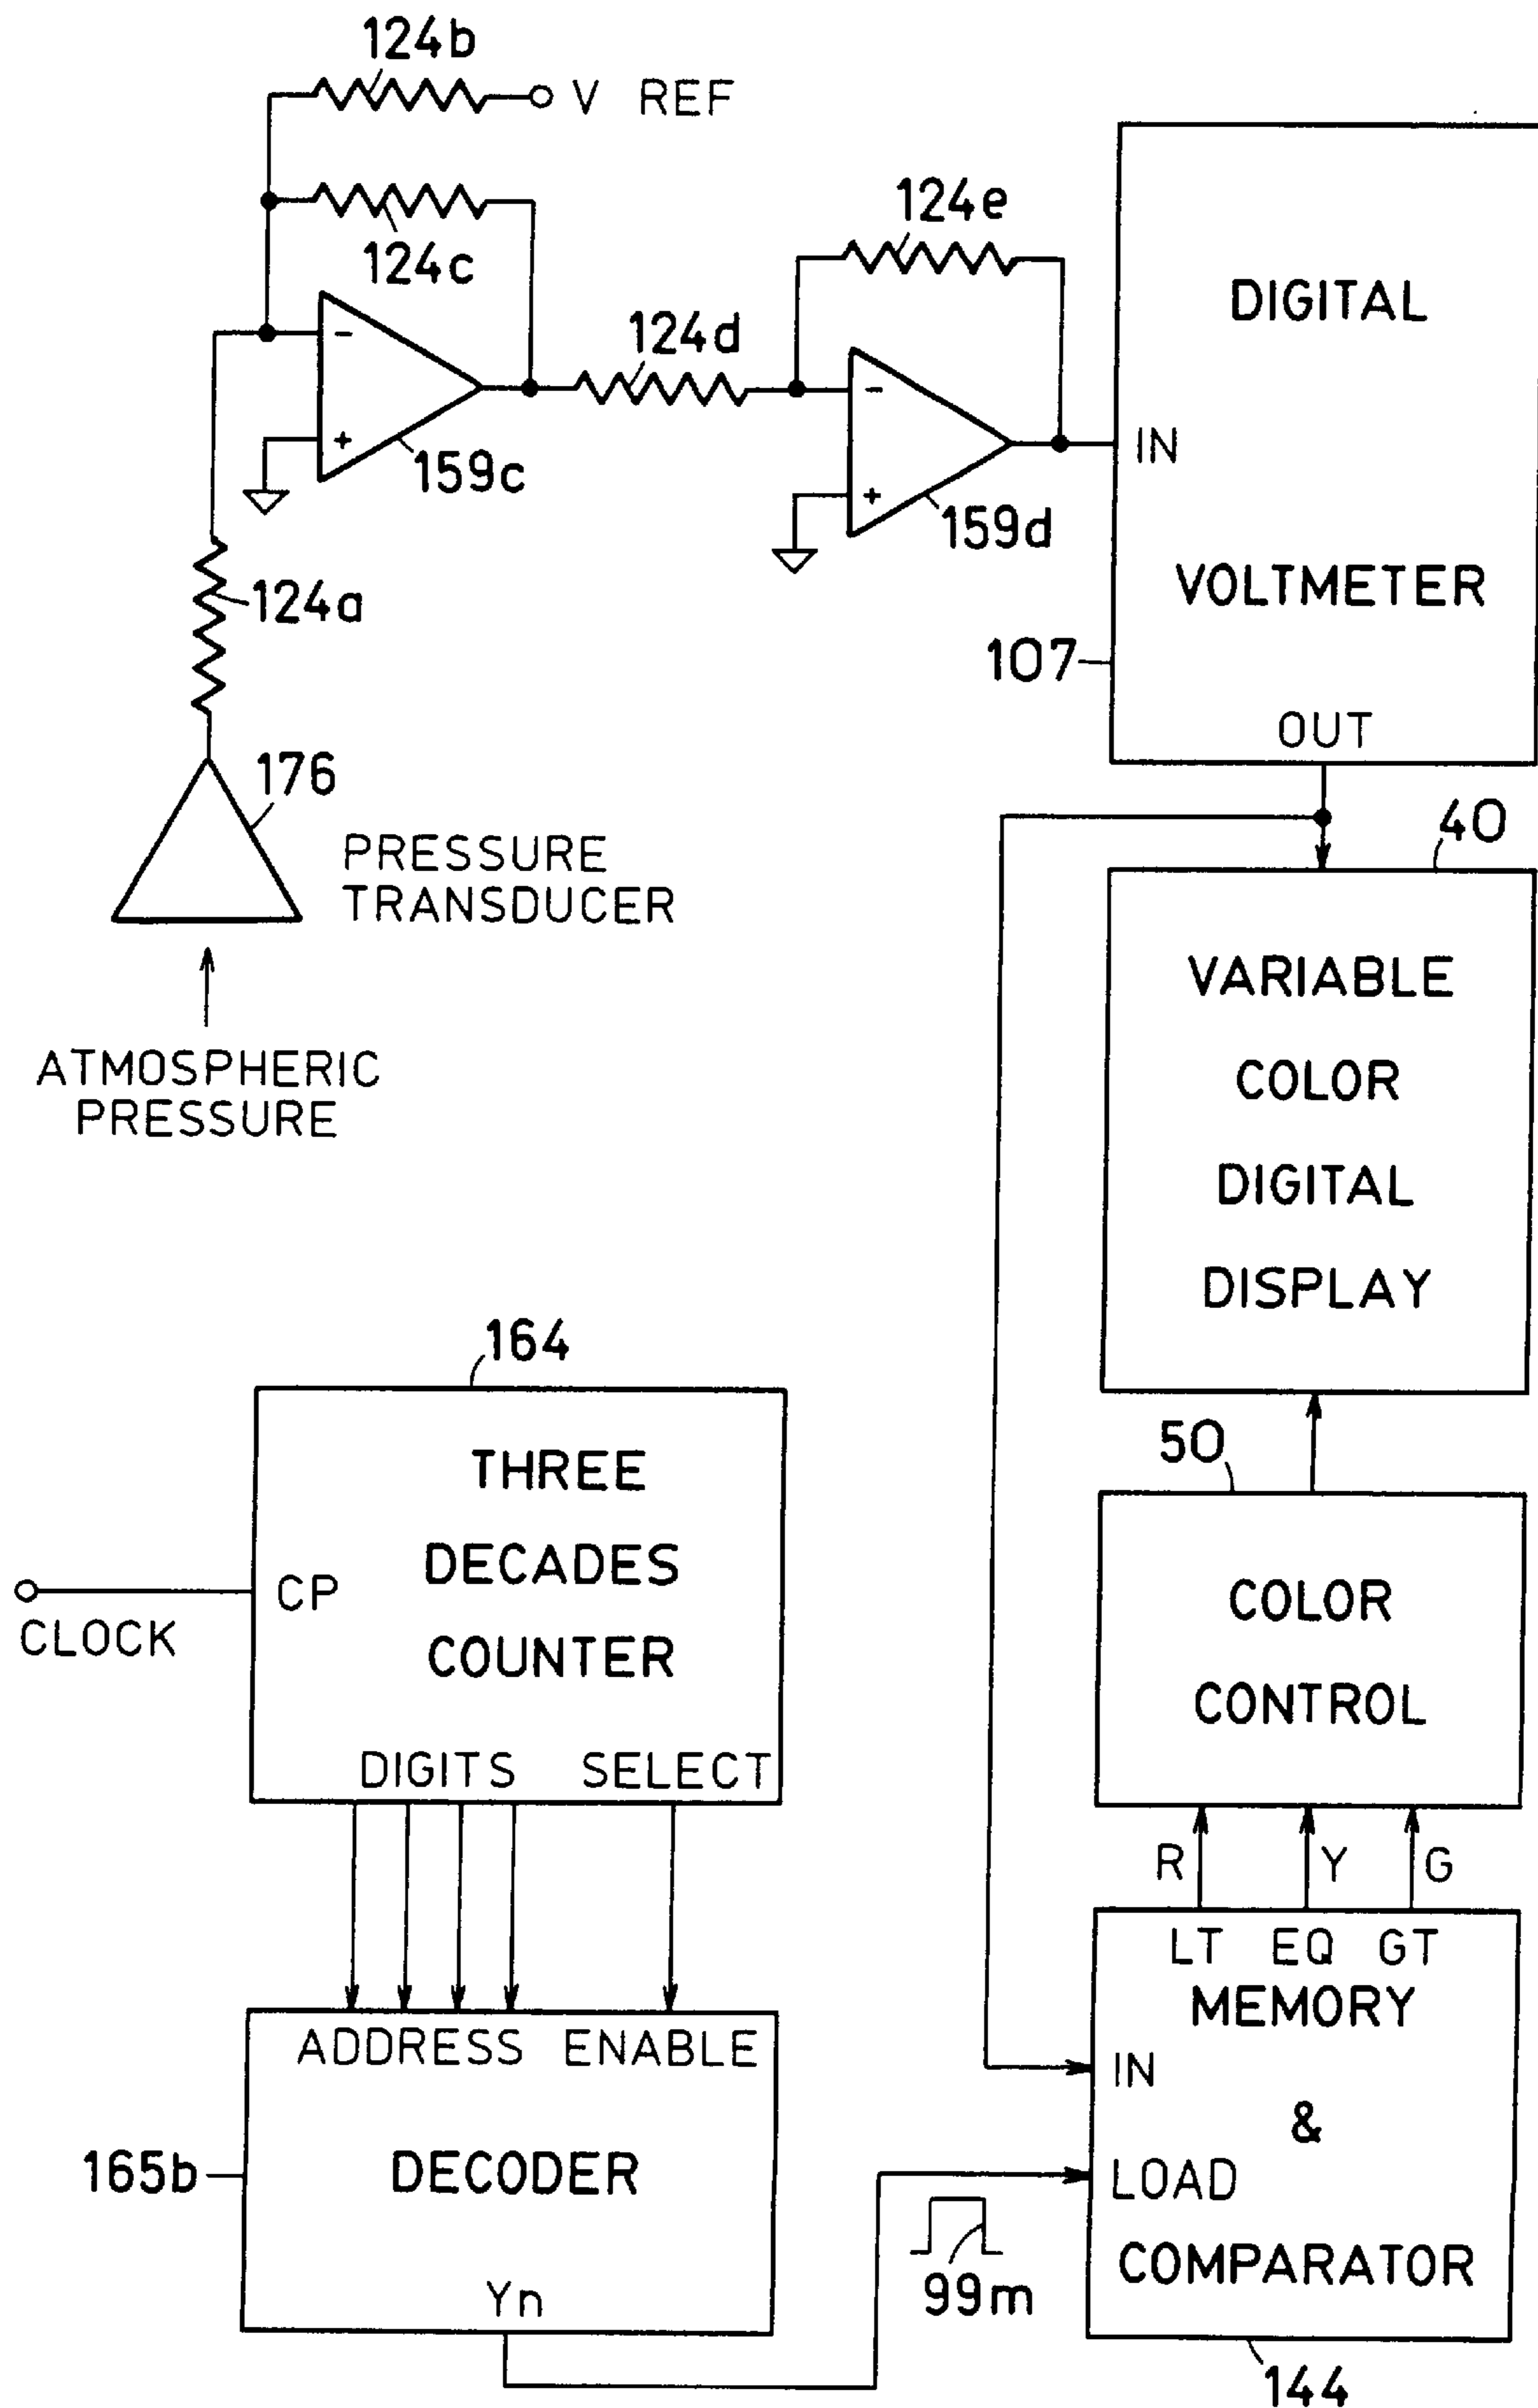 124b
V REF
124c
124e
124d
-
+
159c
-
+
159d
124a
176
PRESSURE
TRANSDUCER
ATMOSPHERIC
PRESSURE
DIGITAL
VOLTMETER
IN
OUT
107
40
VARIABLE
COLOR
DIGITAL
DISPLAY
164
THREE
DECADES
COUNTER
CP
CLOCK
DIGITS SELECT
50
COLOR
CONTROL
R Y G
ADDRESS ENABLE
DECODER
165b
Yn
LT EQ GT
MEMORY
IN
&
LOAD
COMPARATOR
99m
144